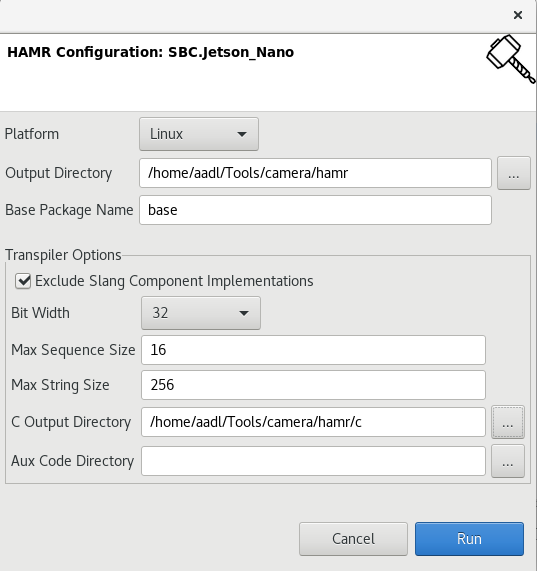 HAMR Configuration: SBC.Jetson_Nano
Platform Linux
Output Directory /home/aadl/Tools/camera/hamr ...
Base Package Name base
Transpiler Options
Exclude Slang Component Implementations
Bit Width 32
Max Sequence Size 16
Max String Size 256
C Output Directory /home/aadl/Tools/camera/hamr/c ...
Aux Code Directory ...
Cancel Run